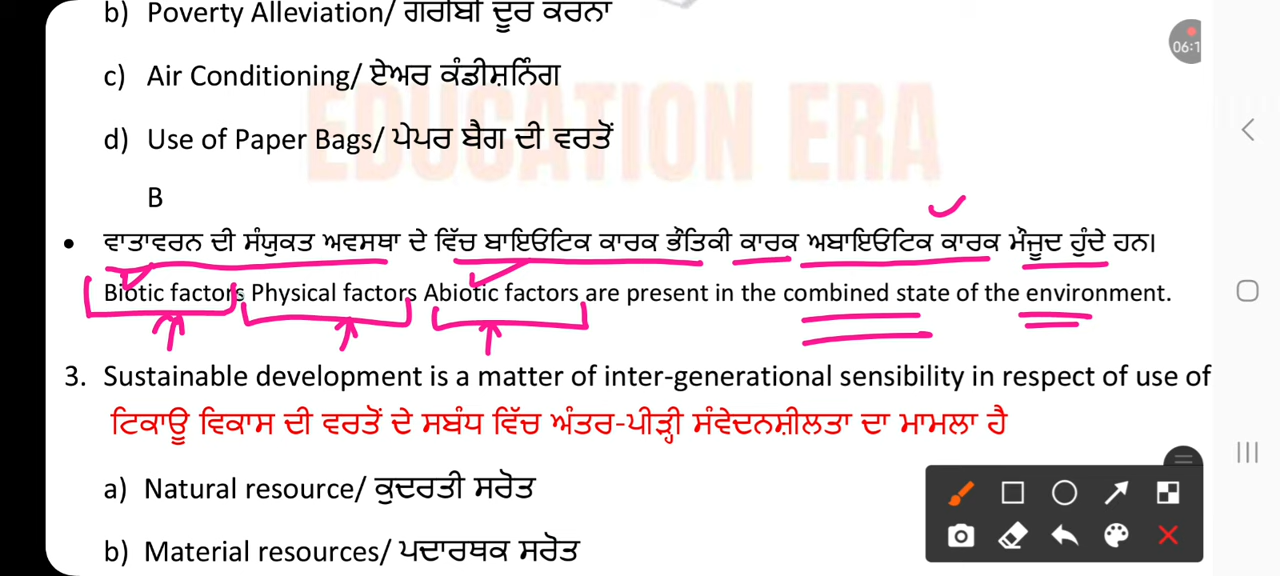 b) Poverty Alleviation/ ਗਰੀਬੀ ਦੂਰ ਕਰਨਾ
c) Air Conditioning/ ਏਅਰ ਕੰਡੀਸ਼ਨਿੰਗ
EDUCATION ERA
d) Use of Paper Bags/ ਪੇਪਰ ਬੈਗ ਦੀ ਵਰਤੋਂ
B
• ਵਾਤਾਵਰਨ ਦੀ ਸੰਯੁਕਤ ਅਵਸਥਾ ਦੇ ਵਿੱਚ ਬਾਇਓਟਿਕ ਕਾਰਕ ਭੌਤਿਕੀ ਕਾਰਕ ਅਬਾਇਓਟਿਕ ਕਾਰਕ ਮੌਜੂਦ ਹੁੰਦੇ ਹਨ।
Biotic factors Physical factors Abiotic factors are present in the combined state of the environment.
3. Sustainable development is a matter of inter-generational sensibility in respect of use of
ਟਿਕਾਊ ਵਿਕਾਸ ਦੀ ਵਰਤੋਂ ਦੇ ਸਬੰਧ ਵਿੱਚ ਅੰਤਰ-ਪੀੜ੍ਹੀ ਸੰਵੇਦਨਸ਼ੀਲਤਾ ਦਾ ਮਾਮਲਾ ਹੈ
a) Natural resource/ ਕੁਦਰਤੀ ਸਰੋਤ
b) Material resources/ ਪਦਾਰਥਕ ਸਰੋਤ